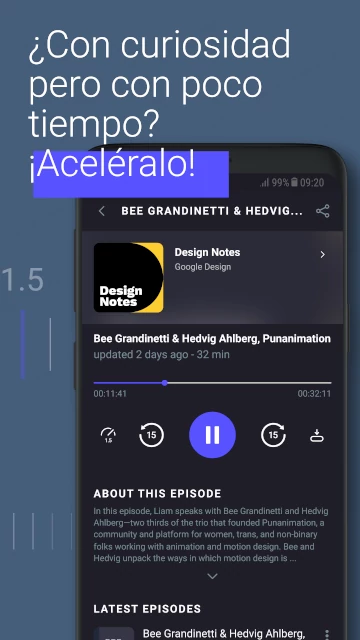 ¿Con curiosidad
pero con poco
tiempo?
¡Aceléralo!
99% 09:20
BEE GRANDINETTI & HEDVIG...
1.5
Design Notes
Google Design
Design
Notes
Bee Grandinetti & Hedvig Ahlberg, Punanimation
updated 2 days ago - 32 min
00:11:41 00:32:11
1.5 15 15
ABOUT THIS EPISODE
In this episode, Liam speaks with Bee Grandinetti and Hedvig
Ahlberg—two thirds of the trio that founded Punanimation, a
community and platform for women, trans, and non-binary
folks working with animation and motion design. Bee and
Hedvig unpack the ways in which motion design is ...
LATEST EPISODES
Bee Grandinetti & Hedvig Ahlberg,